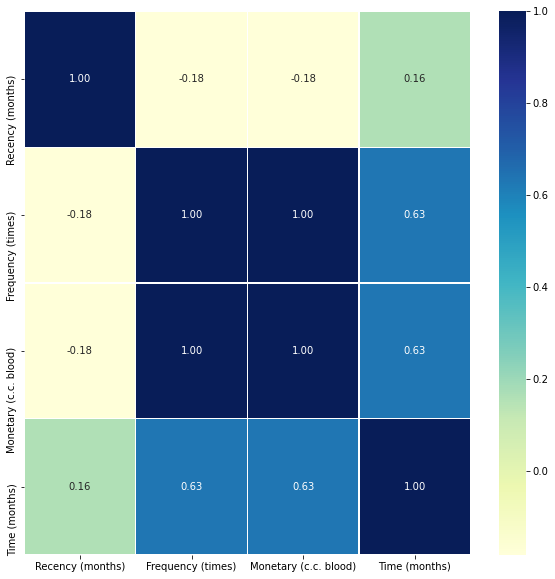 1.0
Recency (months)
1.00
-0.18
-0.18
0.16
0.8
Frequency (times)
-0.18
1.00
1.00
0.63
0.6
0.4
Monetary (c.c. blood)
-0.18
1.00
1.00
0.63
0.2
Time (months)
0.16
0.63
0.63
1.00
0.0
Recency (months)
Frequency (times)
Monetary (c.c. blood)
Time (months)